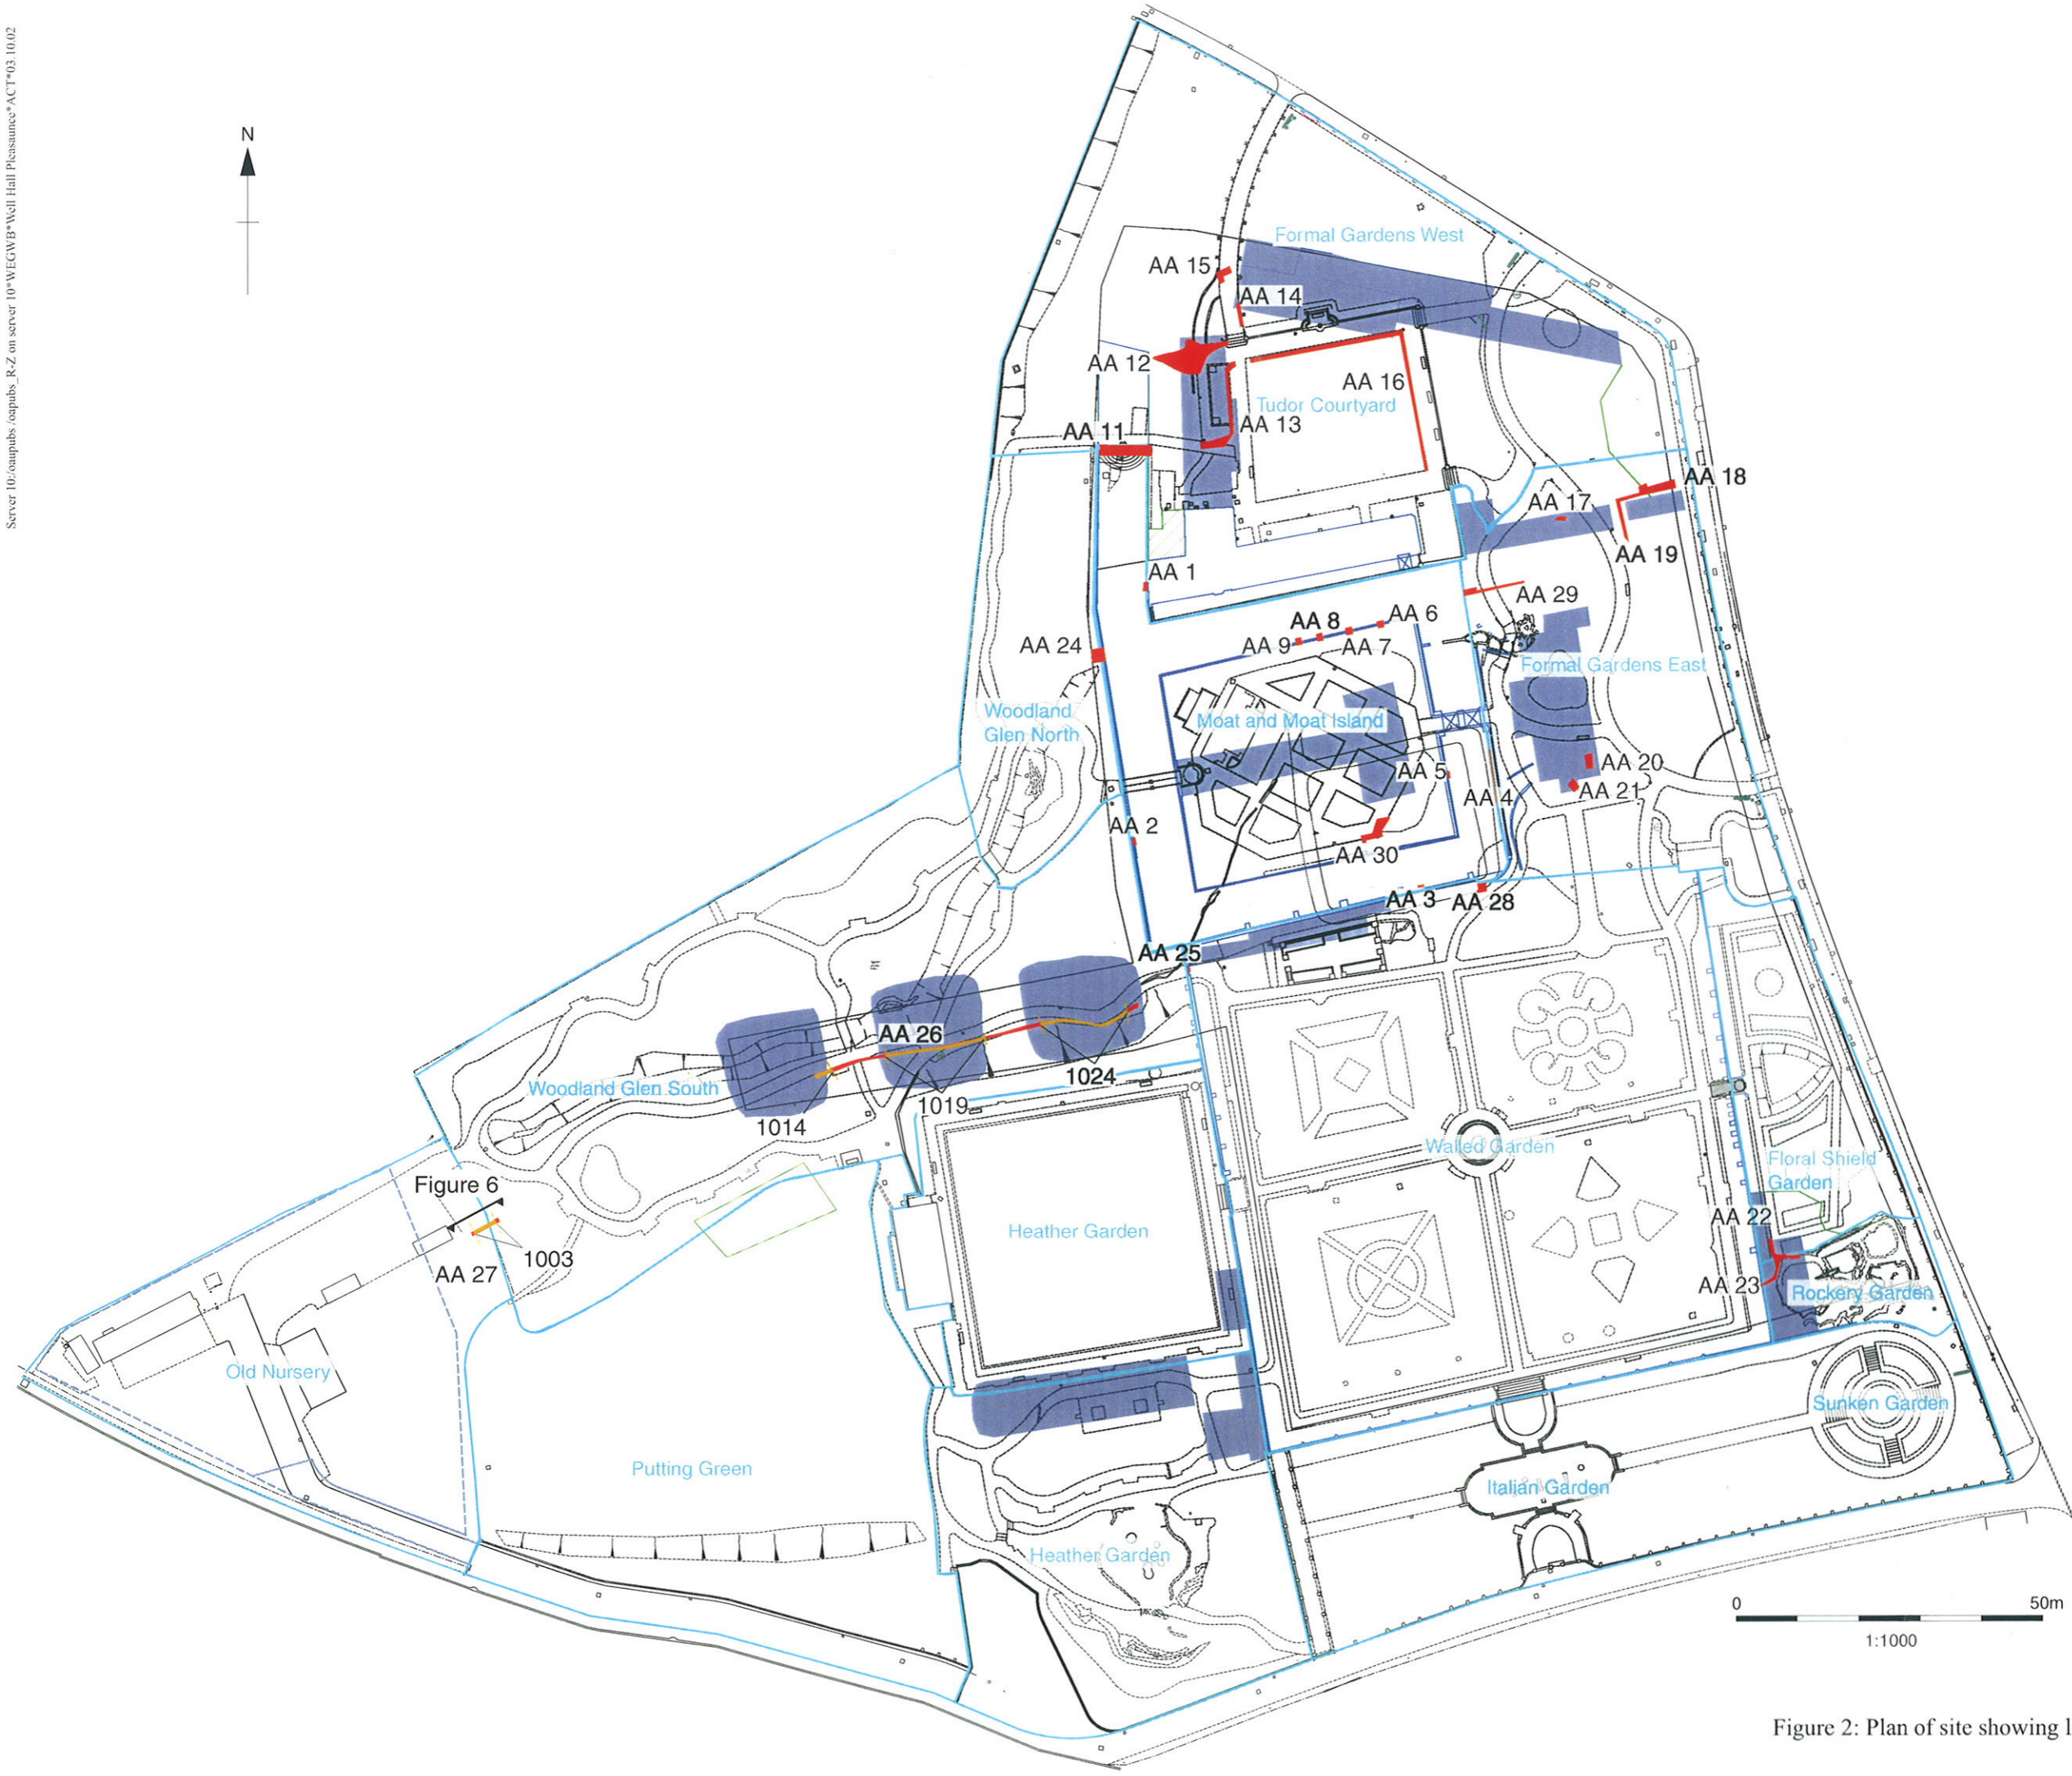 Server 10:/oaupubs /oapubs_R-Z on server 10*WEGWB*Well Hall Pleasaunce*ACT*03.10.02
N
Formal Gardens West
AA 15
AA 14
AA 12
AA 16
Tudor Courtyard
AA 13
AA 11
AA 18
AA 17
AA 19
AA 1
AA 29
AA 6
AA 8
AA 9
AA 7
AA 24
Formal Gardens East
Woodland
Glen North
Moat and Moat Island
AA 5
AA 20
AA 21
AA 4
AA 2
AA 30
AA 3
AA 28
AA 25
AA 26
1024
Woodland Glen South
1019
1014
Walled Garden
Floral Shield
Garden
Figure 6
AA 22
Heather Garden
1003
AA 27
AA 23
Rockery Garden
Old Nursery
Sunken Garden
Putting Green
Italian Garden
Heather Garden
0 50m
1:1000
Figure 2: Plan of site showing l